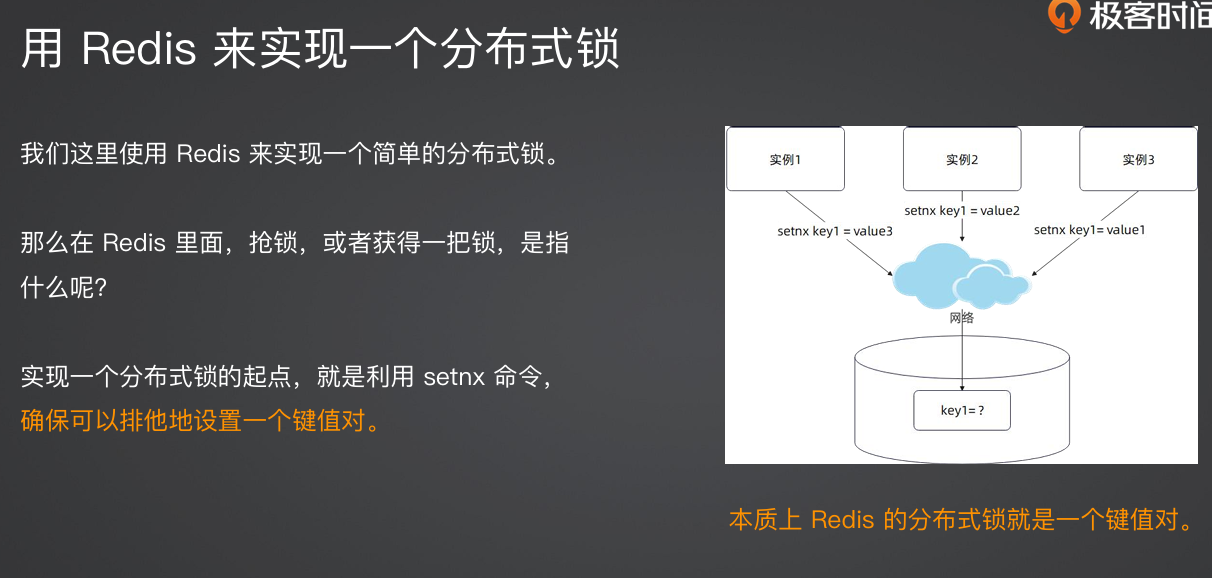 极客时间
用 Redis 来实现一个分布式锁
我们这里使用 Redis 来实现一个简单的分布式锁。
那么在 Redis 里面，抢锁，或者获得一把锁，是指
什么呢？
实现一个分布式锁的起点，就是利用 setnx 命令，
确保可以排他地设置一个键值对。
实例1
实例2
实例3
setnx key1 = value2
setnx key1 = value3
setnx key1= value1
网络
key1= ?
本质上 Redis 的分布式锁就是一个键值对。